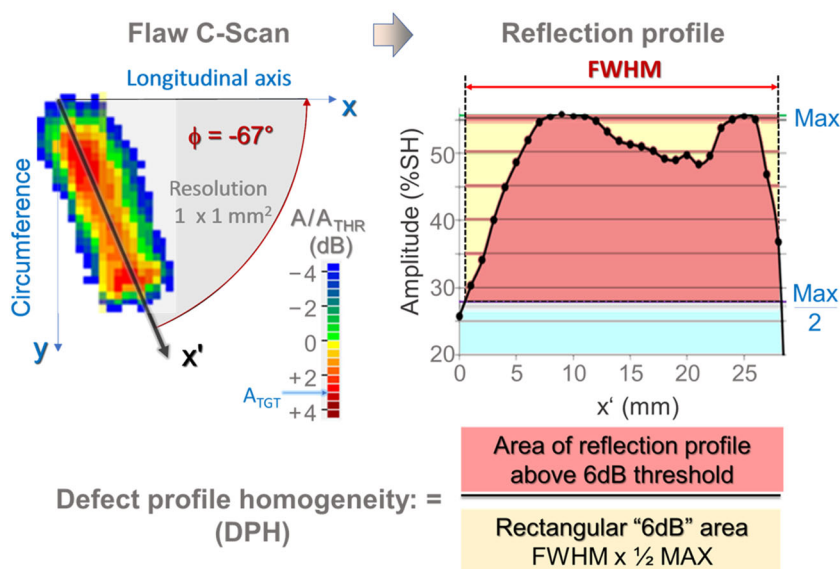 Flaw C-Scan
Reflection profile
Longitudinal axis
x
ϕ = -67°
Resolution
1 x 1 mm²
Circumference
y
x'
A/A_THR
(dB)
−4
−2
0
+2
+4
A_TGT
FWHM
Max
Max
2
Amplitude (%SH)
50
40
30
20
0
5
10
15
20
25
x‘ (mm)
Defect profile homogeneity: =
(DPH)
Area of reflection profile
above 6dB threshold
Rectangular “6dB” area
FWHM x ½ MAX